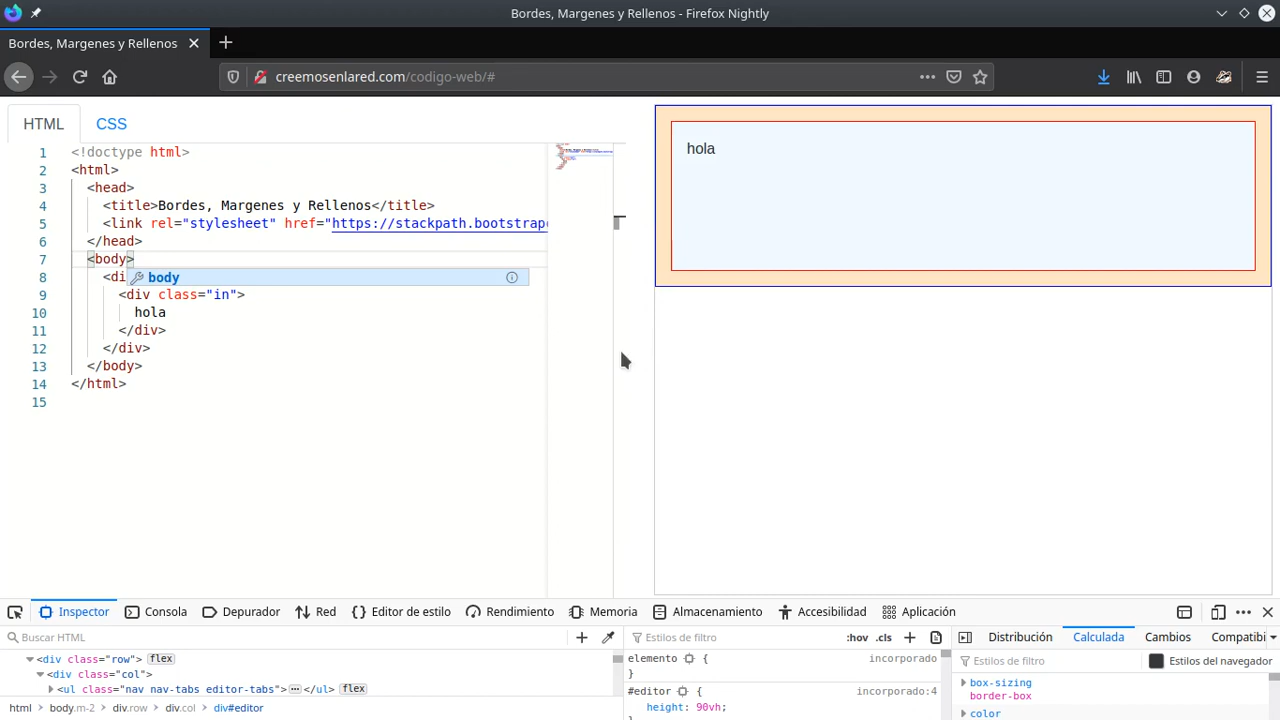 Bordes, Margenes y Rellenos - Firefox Nightly
Bordes, Margenes y Rellenos
creemosenlared.com/codigo-web/#
HTML CSS
1 <!doctype html>
2 <html>
3 <head>
4 <title>Bordes, Margenes y Rellenos</title>
5 <link rel="stylesheet" href="https://stackpath.bootstrapc
6 </head>
7 <body>
8 <di body
9 <div class="in">
10 hola
11 </div>
12 </div>
13 </body>
14 </html>
15
hola
Inspector Consola Depurador Red Editor de estilo Rendimiento Memoria Almacenamiento Accesibilidad Aplicación
Buscar HTML
<div class="row"> flex
<div class="col">
<ul class="nav nav-tabs editor-tabs"> </ul> flex
html body.m-2 div.row div.col div#editor
Estilos de filtro :hov .cls
elemento { incorporado
}
#editor { incorporado:4
height: 90vh;
Distribución Calculada Cambios Compatibi
Estilos de filtro Estilos del navegador
box-sizing
border-box
color